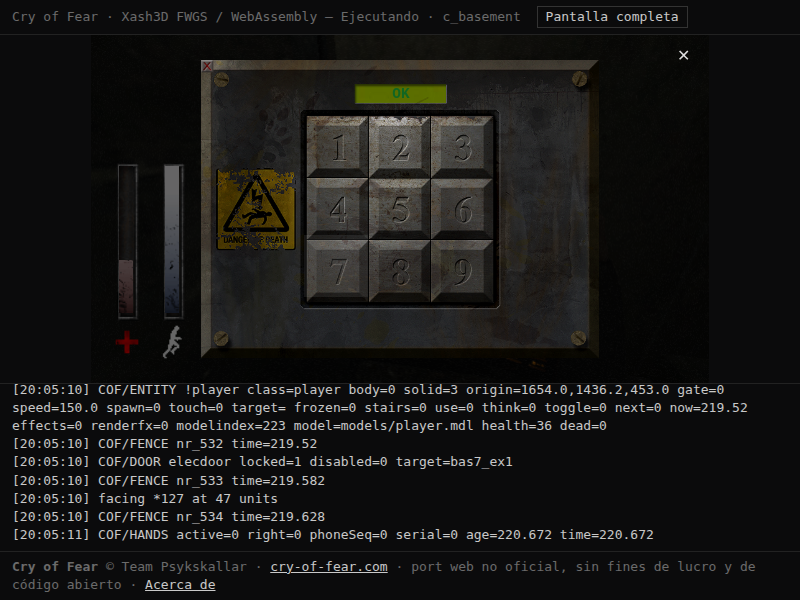 Cry of Fear · Xash3D FWGS / WebAssembly — Ejecutando · c_basement
Pantalla completa
×
OK
1 2 3
4 5 6
7 8 9
DANGER OF DEATH
[20:05:10] COF/ENTITY !player class=player body=0 solid=3 origin=1654.0,1436.2,453.0 gate=0
speed=150.0 spawn=0 touch=0 target= frozen=0 stairs=0 use=0 think=0 toggle=0 next=0 now=219.52
effects=0 renderfx=0 modelindex=223 model=models/player.mdl health=36 dead=0
[20:05:10] COF/FENCE nr_532 time=219.52
[20:05:10] COF/DOOR elecdoor locked=1 disabled=0 target=bas7_ex1
[20:05:10] COF/FENCE nr_533 time=219.582
[20:05:10] facing *127 at 47 units
[20:05:10] COF/FENCE nr_534 time=219.628
[20:05:11] COF/HANDS active=0 right=0 phoneSeq=0 serial=0 age=220.672 time=220.672
Cry of Fear © Team Psykskallar · cry-of-fear.com · port web no oficial, sin fines de lucro y de
código abierto · Acerca de